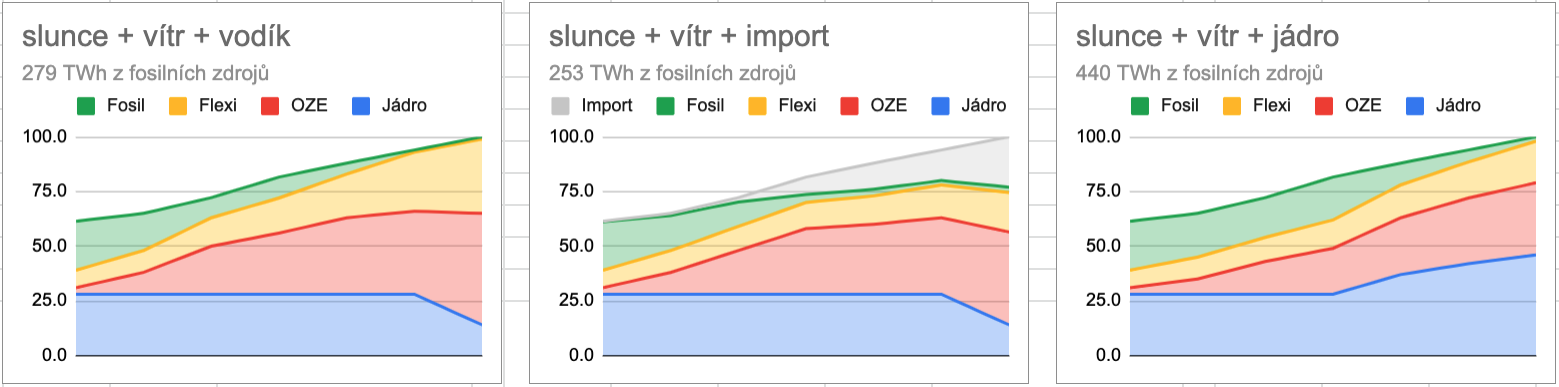 slunce + vítr + vodík
279 TWh z fosilních zdrojů
Fosil Flexi OZE Jádro
100.0
75.0
50.0
25.0
0.0
slunce + vítr + import
253 TWh z fosilních zdrojů
Import Fosil Flexi OZE Jádro
100.0
75.0
50.0
25.0
0.0
slunce + vítr + jádro
440 TWh z fosilních zdrojů
Fosil Flexi OZE Jádro
100.0
75.0
50.0
25.0
0.0